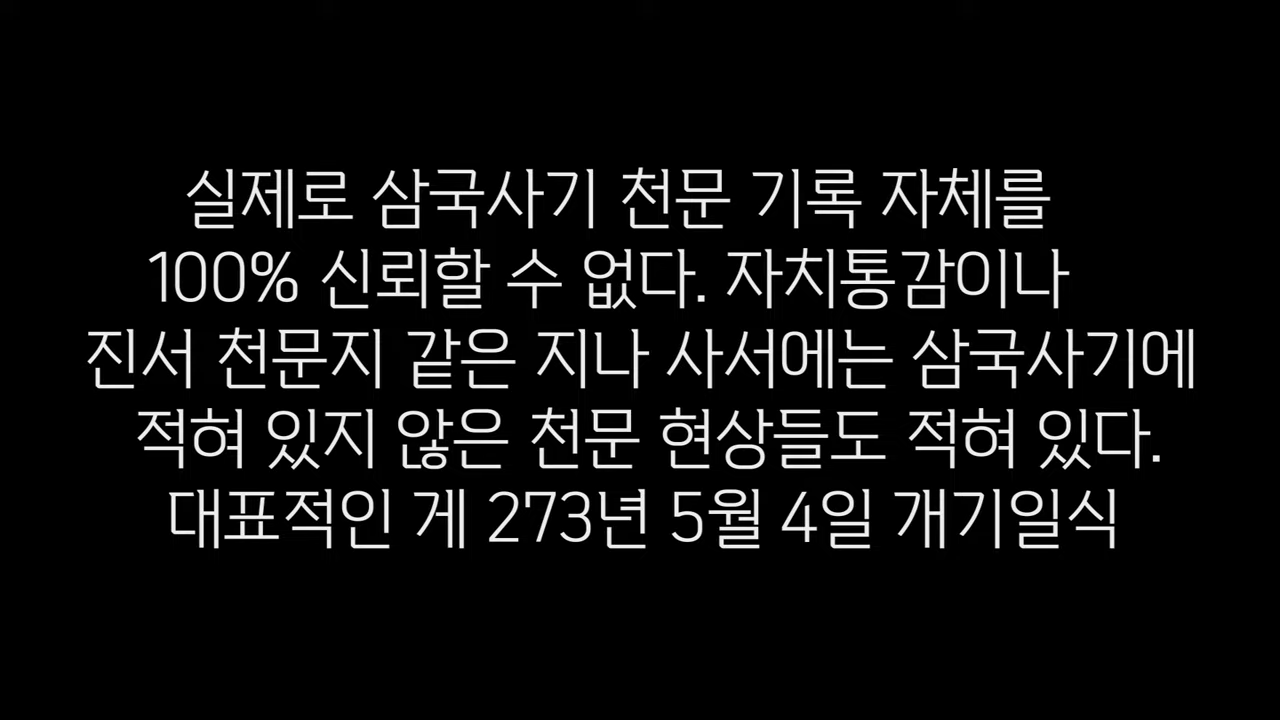 실제로 삼국사기 천문 기록 자체를
100% 신뢰할 수 없다. 자치통감이나
진서 천문지 같은 지나 사서에는 삼국사기에
적혀 있지 않은 천문 현상들도 적혀 있다.
대표적인 게 273년 5월 4일 개기일식